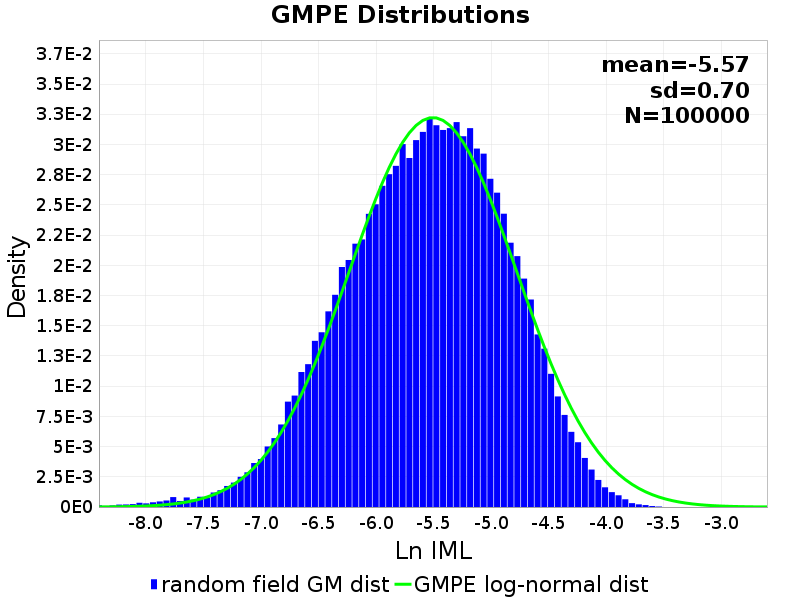 GMPE Distributions
mean=-5.57
sd=0.70
N=100000
Density
3.7E-2
3.5E-2
3.3E-2
3E-2
2.8E-2
2.5E-2
2.2E-2
2E-2
1.8E-2
1.5E-2
1.3E-2
1E-2
7.5E-3
5E-3
2.5E-3
0E0
-8.0 -7.5 -7.0 -6.5 -6.0 -5.5 -5.0 -4.5 -4.0 -3.5 -3.0
Ln IML
random field GM dist GMPE log-normal dist